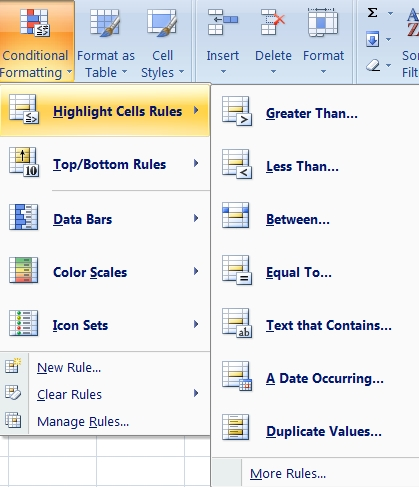 Conditional Formatting
Format as Table
Cell Styles
Insert
Delete
Format
Σ
Highlight Cells Rules
Top/Bottom Rules
Data Bars
Color Scales
Icon Sets
New Rule...
Clear Rules
Manage Rules...
Greater Than...
Less Than...
Between...
Equal To...
Text that Contains...
A Date Occurring...
Duplicate Values...
More Rules...